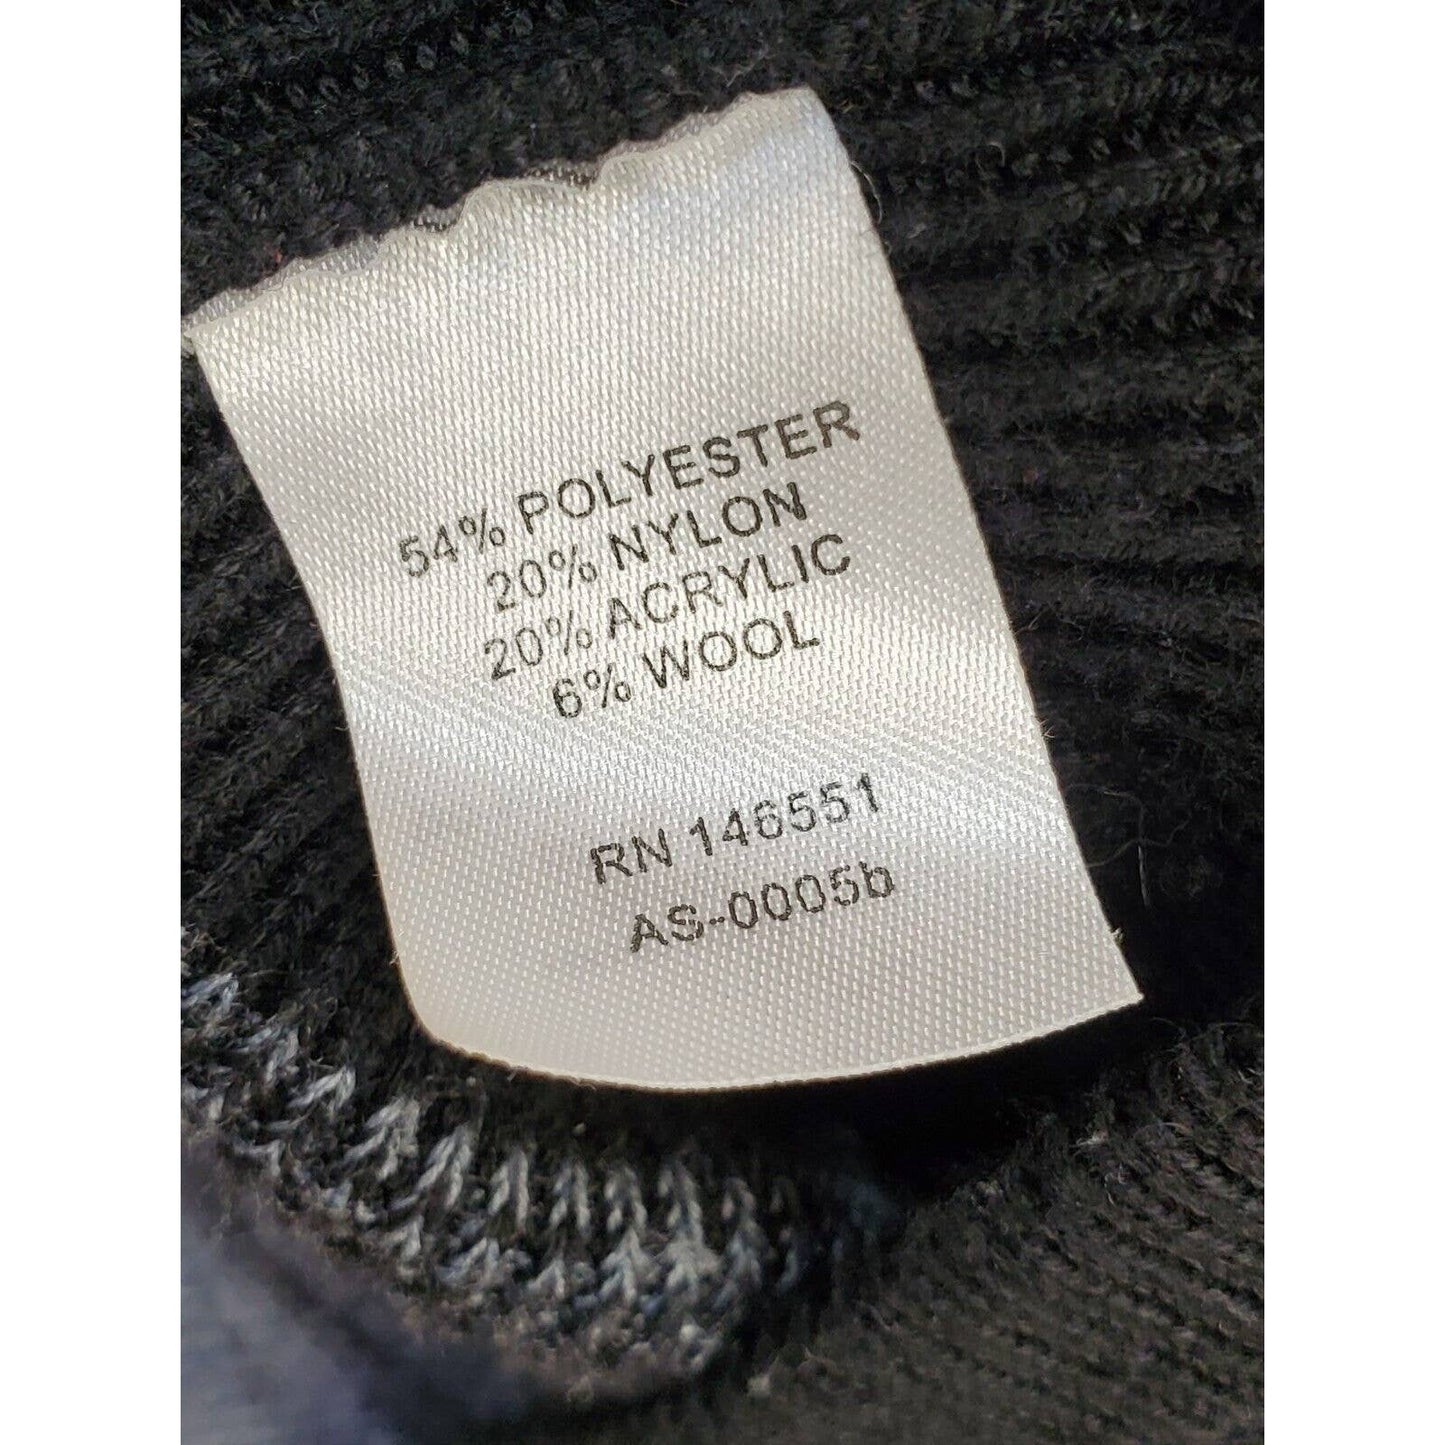 54% POLYESTER
20% NYLON
20% ACRYLIC
6% WOOL
RN 146551
AS-0005b